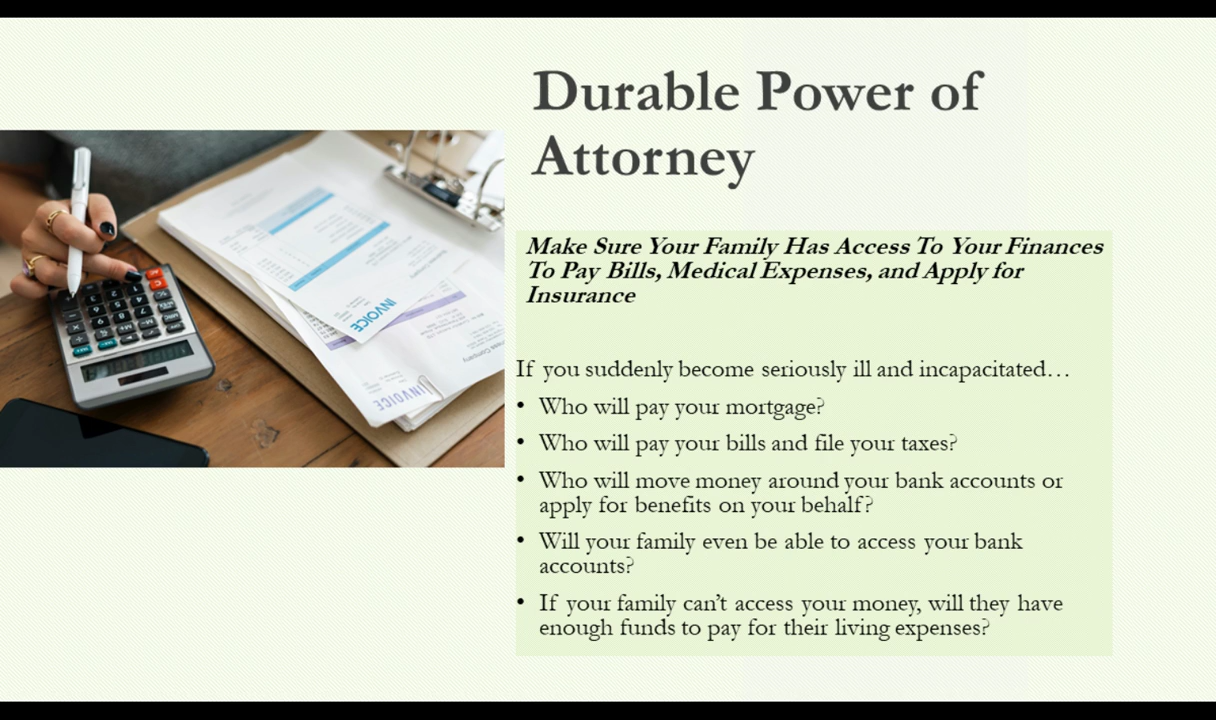 Durable Power of
Attorney
Make Sure Your Family Has Access To Your Finances
To Pay Bills, Medical Expenses, and Apply for
Insurance
If you suddenly become seriously ill and incapacitated…
• Who will pay your mortgage?
• Who will pay your bills and file your taxes?
• Who will move money around your bank accounts or
apply for benefits on your behalf?
• Will your family even be able to access your bank
accounts?
• If your family can’t access your money, will they have
enough funds to pay for their living expenses?
INVOICE
INVOICE